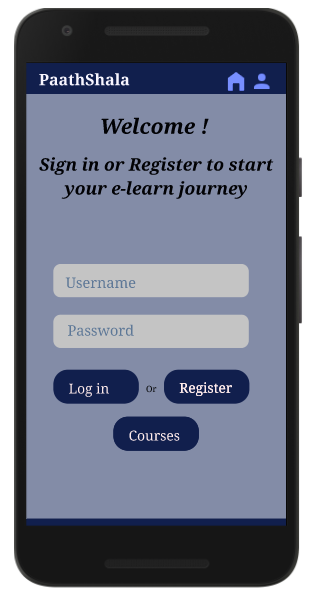 PaathShala
Welcome !
Sign in or Register to start
your e-learn journey
Username
Password
Log in
Or
Register
Courses